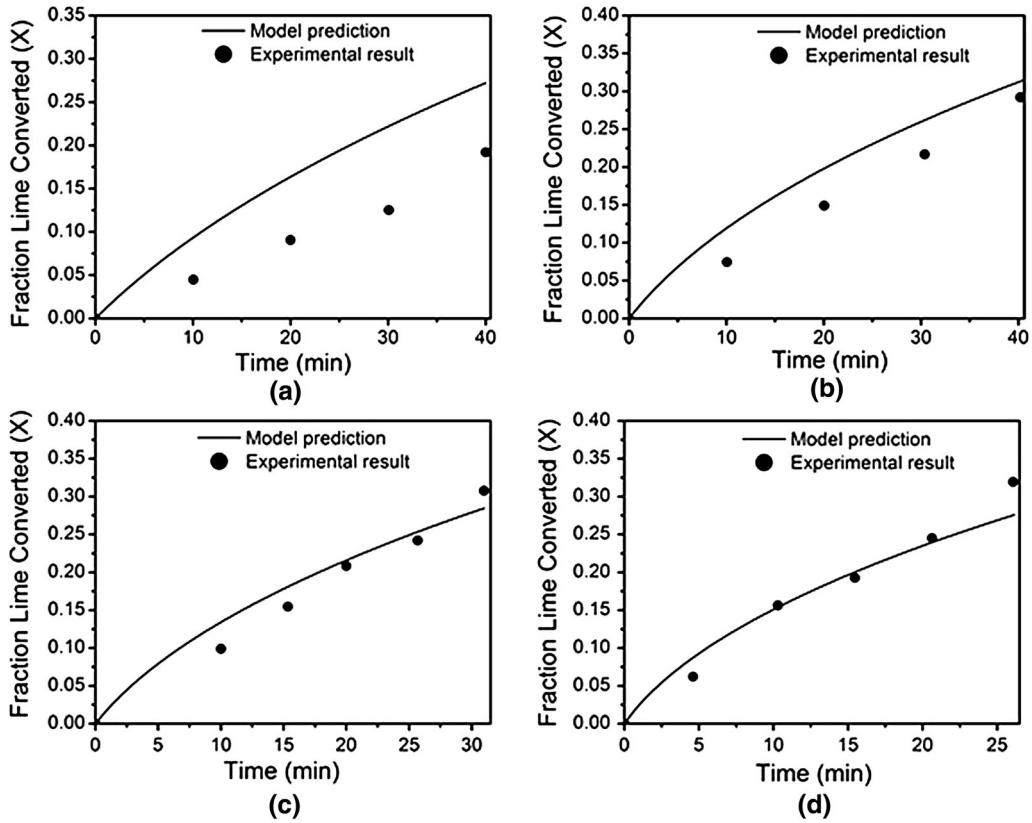 0.35
0.30
0.25
0.20
0.15
0.10
0.05
0.00
Fraction Lime Converted (X)
Model prediction
Experimental result
0
10
20
30
40
Time (min)
(a)
0.40
0.35
0.30
0.25
0.20
0.15
0.10
0.05
0.00
Fraction Lime Converted (X)
Model prediction
Experimental result
0
10
20
30
40
Time (min)
(b)
0.40
0.35
0.30
0.25
0.20
0.15
0.10
0.05
0.00
Fraction Lime Converted (X)
Model prediction
Experimental result
0
5
10
15
20
25
30
Time (min)
(c)
0.40
0.35
0.30
0.25
0.20
0.15
0.10
0.05
0.00
Fraction Lime Converted (X)
Model prediction
Experimental result
0
5
10
15
20
25
Time (min)
(d)